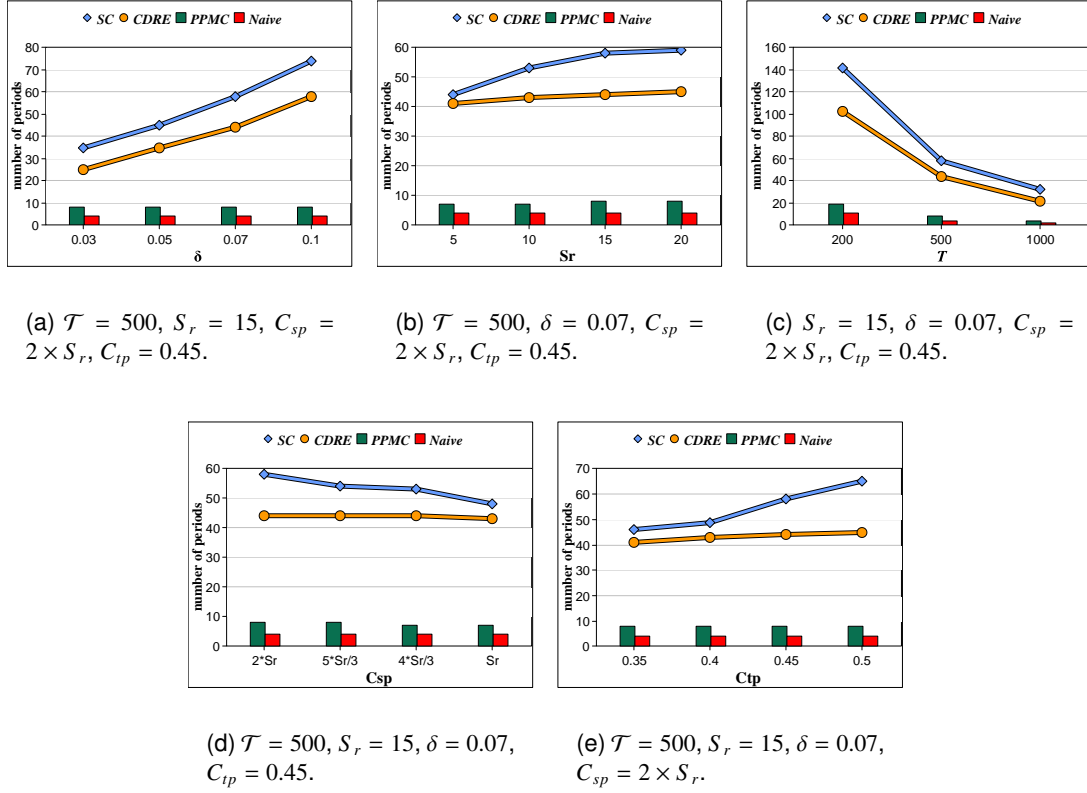 SC CDRE PPMC Naive
SC CDRE PPMC Naive
SC CDRE PPMC Naive
number of periods
80
70
60
50
40
30
20
10
0
0.03 0.05 0.07 0.1
δ
number of periods
60
50
40
30
20
10
0
5 10 15 20
Sr
number of periods
160
140
120
100
80
60
40
20
0
200 500 1000
T
(a) 𝒯 = 500, S_r = 15, C_sp =
2 × S_r, C_tp = 0.45.
(b) 𝒯 = 500, δ = 0.07, C_sp =
2 × S_r, C_tp = 0.45.
(c) S_r = 15, δ = 0.07, C_sp =
2 × S_r, C_tp = 0.45.
SC CDRE PPMC Naive
SC CDRE PPMC Naive
number of periods
60
50
40
30
20
10
0
2*Sr 5*Sr/3 4*Sr/3 Sr
Csp
number of periods
70
60
50
40
30
20
10
0
0.35 0.4 0.45 0.5
Ctp
(d) 𝒯 = 500, S_r = 15, δ = 0.07,
C_tp = 0.45.
(e) 𝒯 = 500, S_r = 15, δ = 0.07,
C_sp = 2 × S_r.